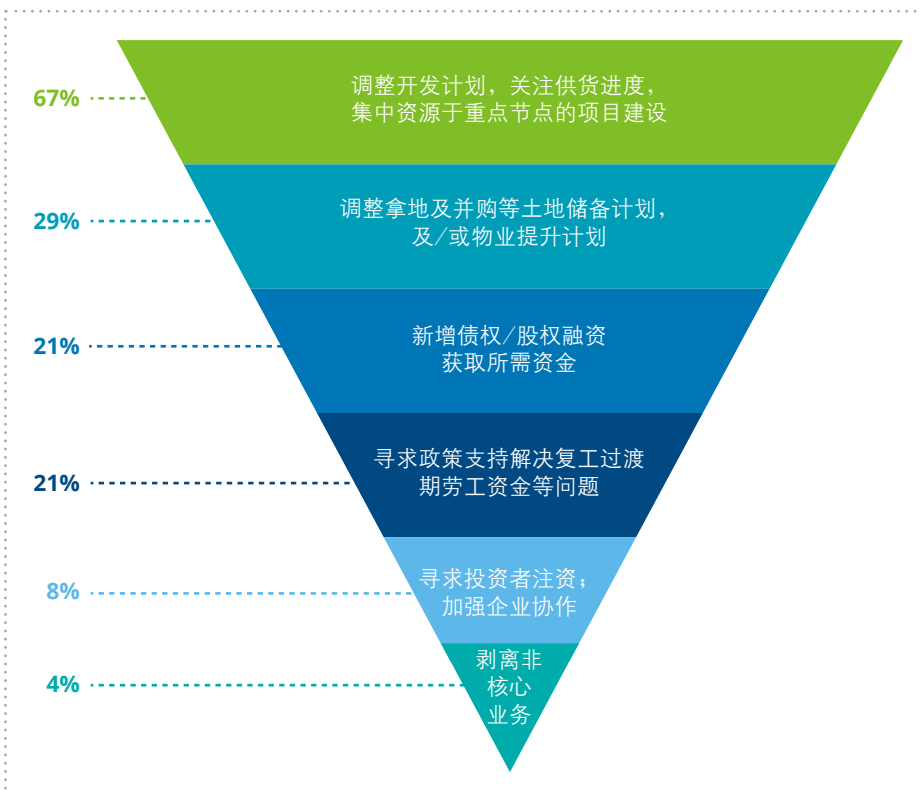 67%
调整开发计划，关注供货进度，
集中资源于重点节点的项目建设
29%
调整拿地及并购等土地储备计划，
及/或物业提升计划
21%
新增债权/股权融资
获取所需资金
21%
寻求政策支持解决复工过渡
期劳工资金等问题
8%
寻求投资者注资；
加强企业协作
4%
剥离非
核心
业务